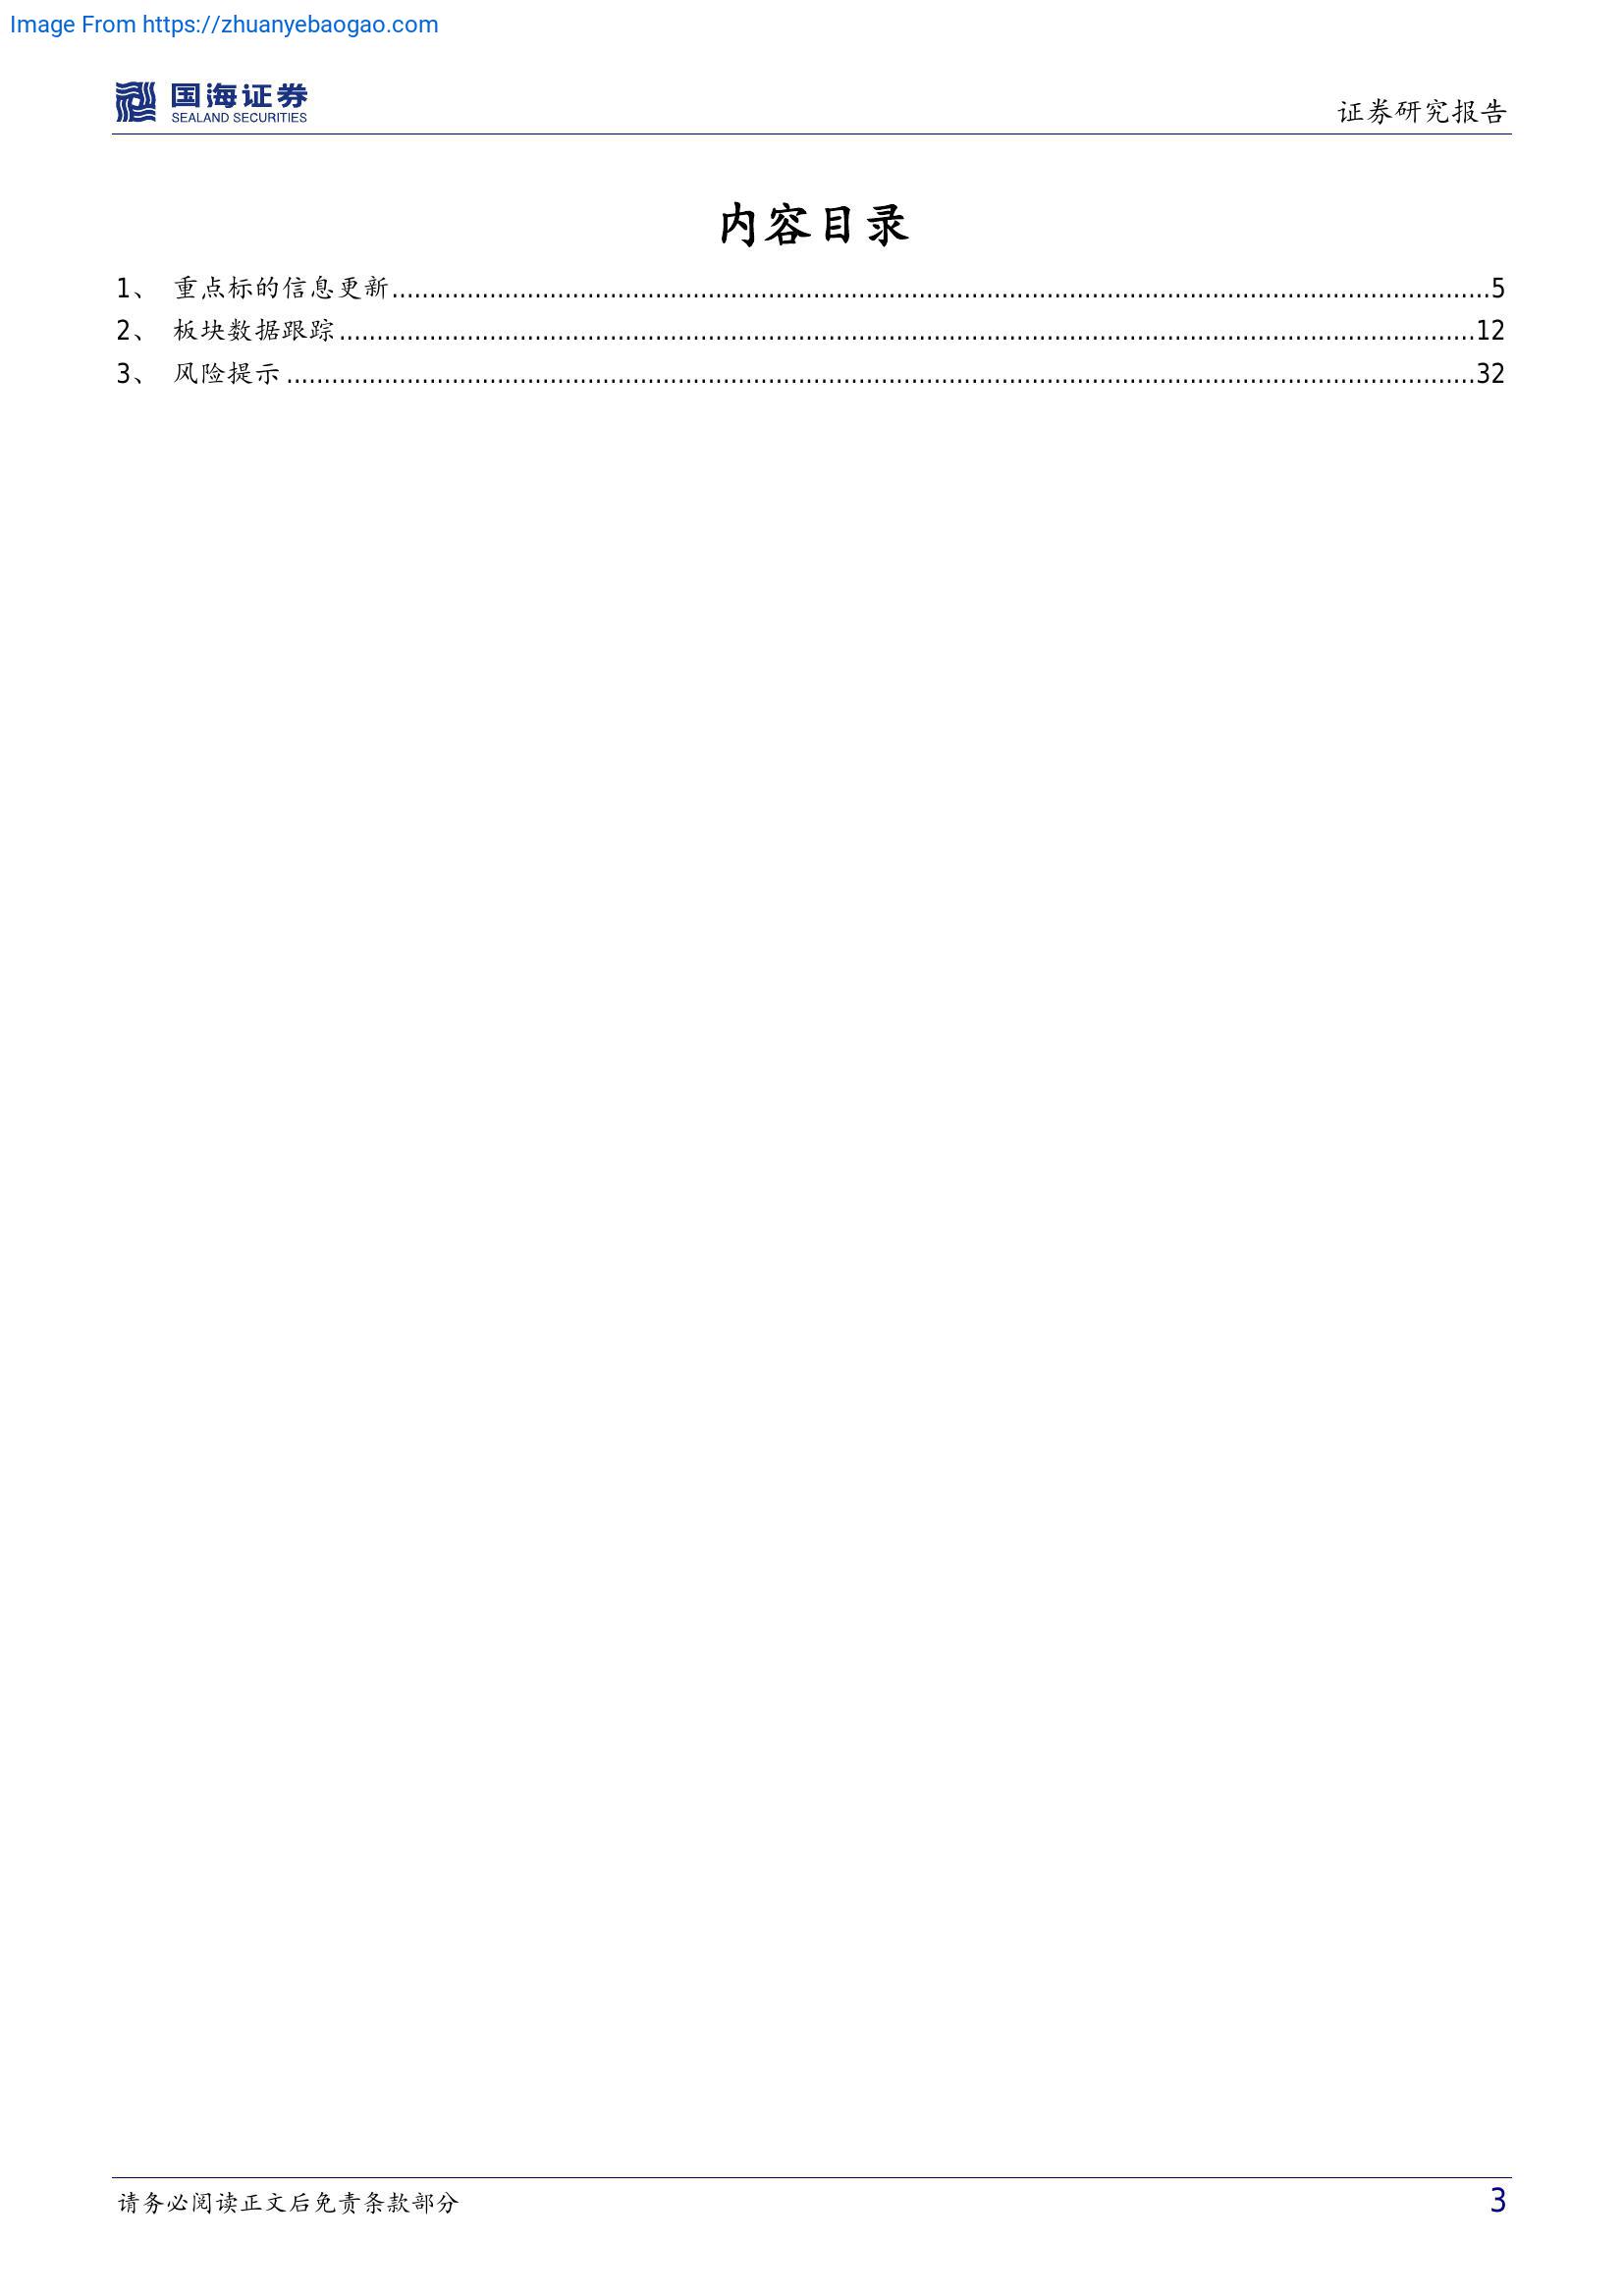 Image From https://zhuanyebaogao.com
国海证券
SEALAND SECURITIES
证券研究报告
内容目录
1、 重点标的信息更新........................................5
2、 板块数据跟踪........................................12
3、 风险提示........................................32
请务必阅读正文后免责条款部分
3